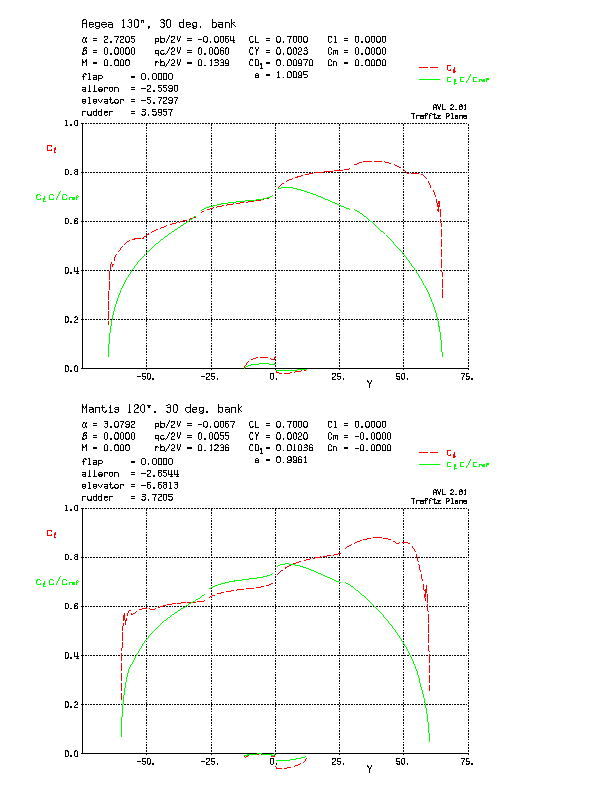 Aegea 130", 30 deg. bank
α = 2.7205 pb/2V = -0.0064 CL = 0.7000 Cl = 0.0000
β = 0.0000 qc/2V = 0.0060 CY = 0.0023 Cm = 0.0000
M = 0.000 rb/2V = 0.1339 CDi = 0.00970 Cn = 0.0000
flap = 0.0000 e = 1.0095
aileron = -2.5590
elevator = -5.7297
rudder = 3.5957
Cℓ
Cℓ C/Cref
AVL 2.01
Trefftz Plane
1.0
Cℓ
0.8
Cℓ C/Cref
0.6
0.4
0.2
0.0
-50. -25. 0. 25. 50. 75.
Y
Mantis 120", 30 deg. bank
α = 3.0792 pb/2V = -0.0067 CL = 0.7000 Cl = 0.0000
β = 0.0000 qc/2V = 0.0055 CY = 0.0020 Cm = -0.0000
M = 0.000 rb/2V = 0.1236 CDi = 0.01036 Cn = -0.0000
flap = 0.0000 e = 0.9961
aileron = -2.6544
elevator = -6.6813
rudder = 3.7205
Cℓ
Cℓ C/Cref
AVL 2.01
Trefftz Plane
1.0
Cℓ
0.8
Cℓ C/Cref
0.6
0.4
0.2
0.0
-50. -25. 0. 25. 50. 75.
Y